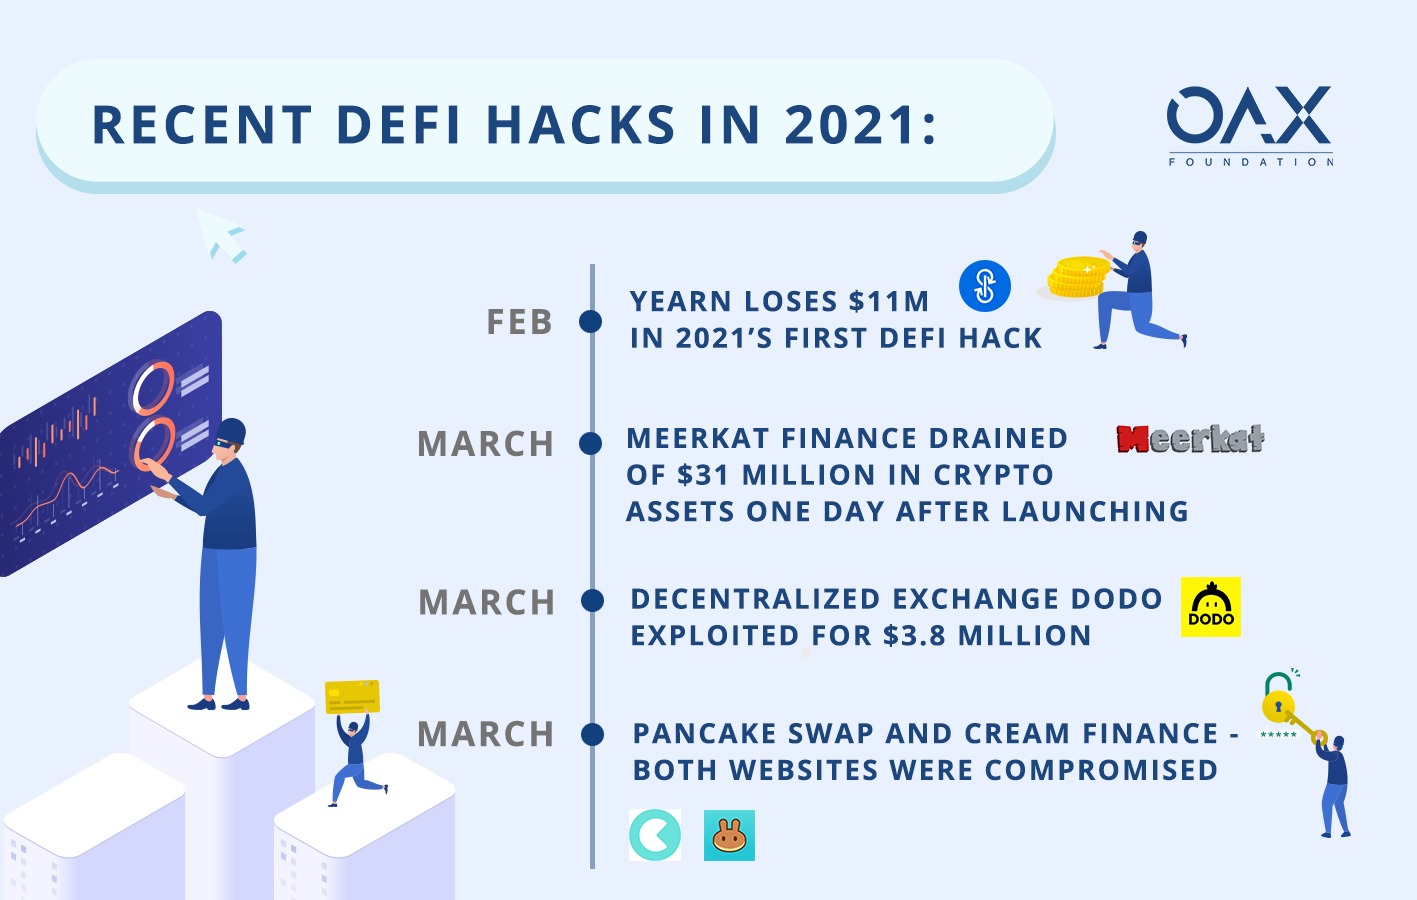 RECENT DEFI HACKS IN 2021:
OAX
FOUNDATION
FEB
YEARN LOSES $11M
IN 2021’S FIRST DEFI HACK
MARCH
MEERKAT FINANCE DRAINED
OF $31 MILLION IN CRYPTO
ASSETS ONE DAY AFTER LAUNCHING
Meerkat
MARCH
DECENTRALIZED EXCHANGE DODO
EXPLOITED FOR $3.8 MILLION
DODO
MARCH
PANCAKE SWAP AND CREAM FINANCE -
BOTH WEBSITES WERE COMPROMISED
*****